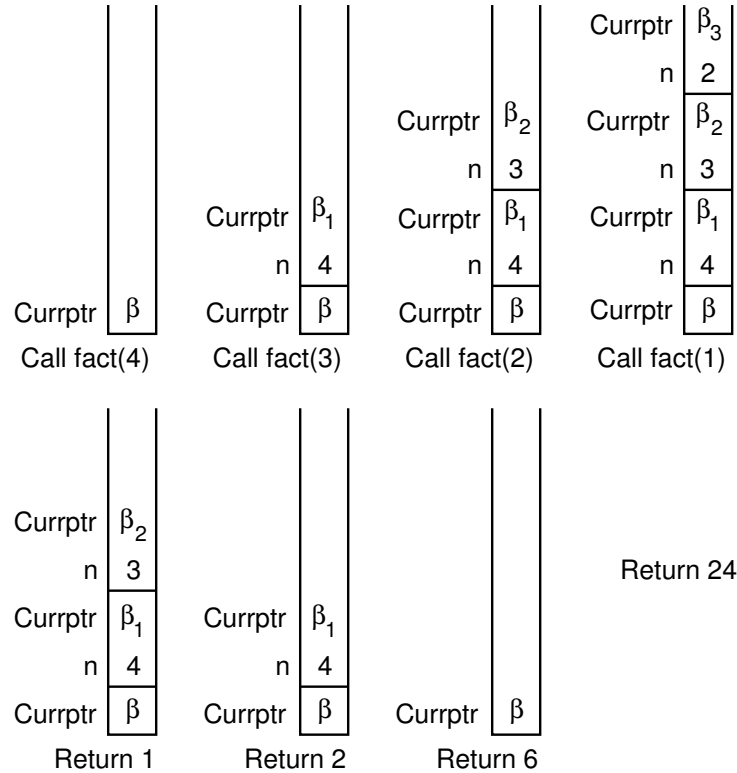 Currptr β3
n 2
Currptr β2 Currptr β2
n 3 n 3
Currptr β1 Currptr β1 Currptr β1
n 4 n 4 n 4
Currptr β Currptr β Currptr β Currptr β
Call fact(4) Call fact(3) Call fact(2) Call fact(1)
Currptr β2
n 3 Return 24
Currptr β1 Currptr β1
n 4 n 4
Currptr β Currptr β Currptr β
Return 1 Return 2 Return 6